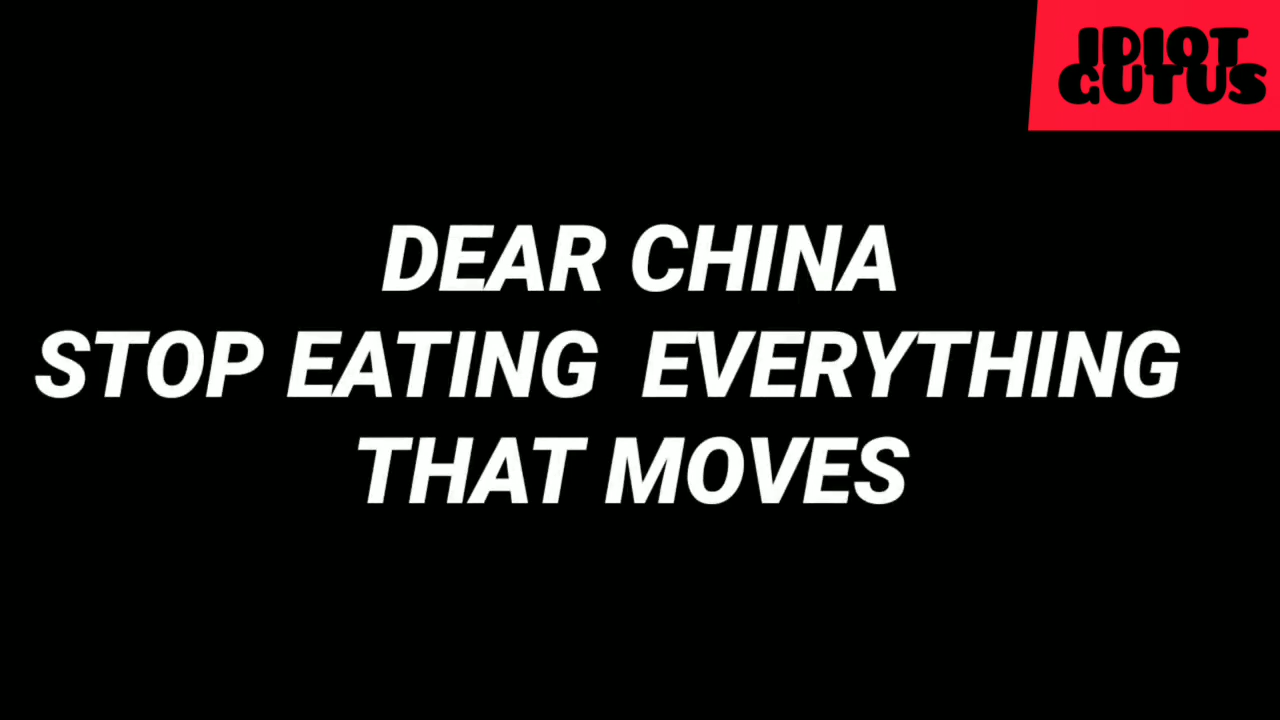 IDIOT
GUTUS
DEAR CHINA
STOP EATING EVERYTHING
THAT MOVES